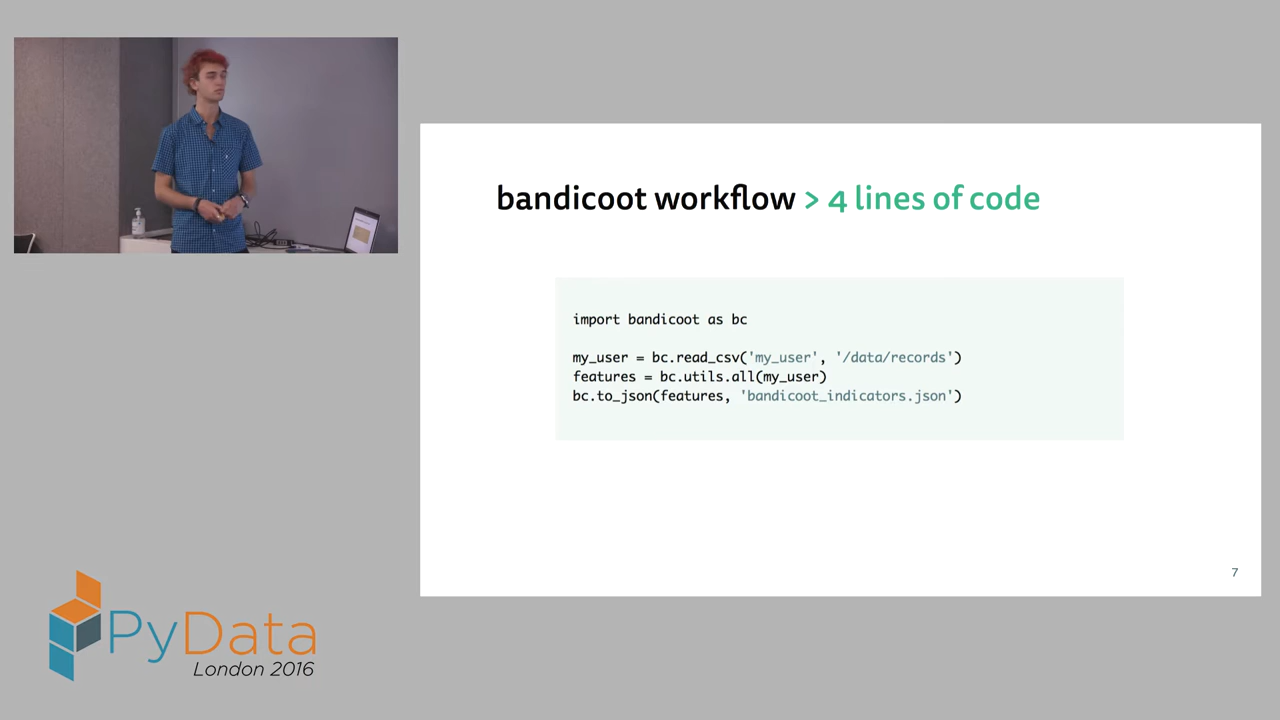 bandicoot workflow > 4 lines of code
import bandicoot as bc
my_user = bc.read_csv('my_user', '/data/records')
features = bc.utils.all(my_user)
bc.to_json(features, 'bandicoot_indicators.json')
7
PyData
London 2016